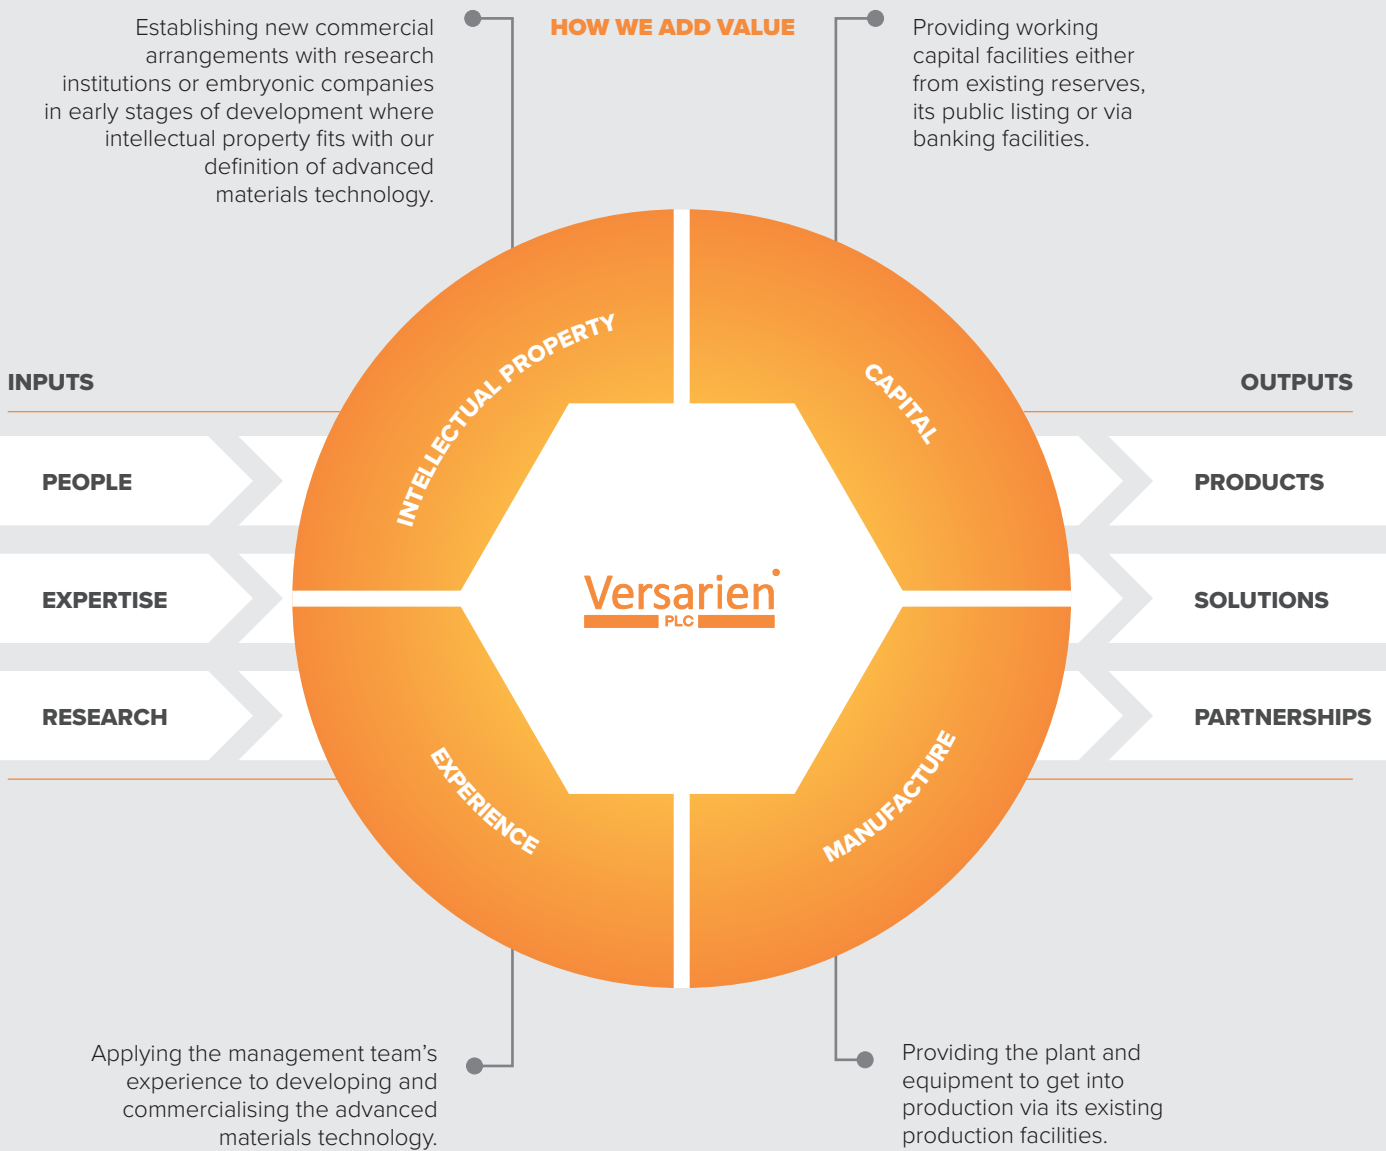 HOW WE ADD VALUE
Establishing new commercial
arrangements with research
institutions or embryonic companies
in early stages of development where
intellectual property fits with our
definition of advanced
materials technology.
Providing working
capital facilities either
from existing reserves,
its public listing or via
banking facilities.
INPUTS
PEOPLE
EXPERTISE
RESEARCH
INTELLECTUAL PROPERTY
CAPITAL
Versarien
PLC
EXPERIENCE
MANUFACTURE
OUTPUTS
PRODUCTS
SOLUTIONS
PARTNERSHIPS
Applying the management team’s
experience to developing and
commercialising the advanced
materials technology.
Providing the plant and
equipment to get into
production via its existing
production facilities.